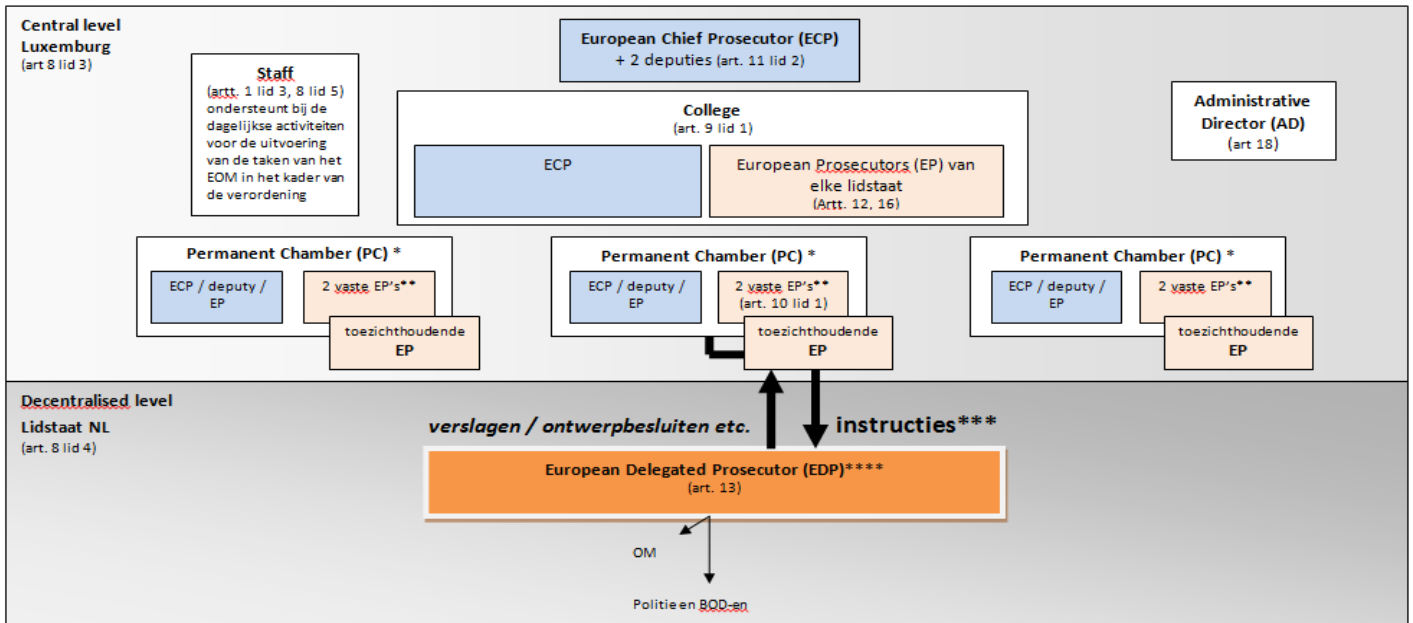 Central level
Luxemburg
(art 8 lid 3)
European Chief Prosecutor (ECP)
+ 2 deputies (art. 11 lid 2)
Staff
(artt. 1 lid 3, 8 lid 5)
ondersteunt bij de
dagelijkse activiteiten
voor de uitvoering
van de taken van het
EOM in het kader van
de verordening
College
(art. 9 lid 1)
ECP
European Prosecutors (EP) van
elke lidstaat
(Artt. 12, 16)
Administrative
Director (AD)
(art 18)
Permanent Chamber (PC) *
ECP / deputy /
EP
2 vaste EP's**
toezichthoudende
EP
Permanent Chamber (PC) *
ECP / deputy /
EP
2 vaste EP's**
(art. 10 lid 1)
toezichthoudende
EP
Permanent Chamber (PC) *
ECP / deputy /
EP
2 vaste EP's**
toezichthoudende
EP
Decentralised level
Lidstaat NL
(art. 8 lid 4)
verslagen / ontwerpbesluiten etc.
instructies***
European Delegated Prosecutor (EDP)****
(art. 13)
OM
Politie en BOD-en